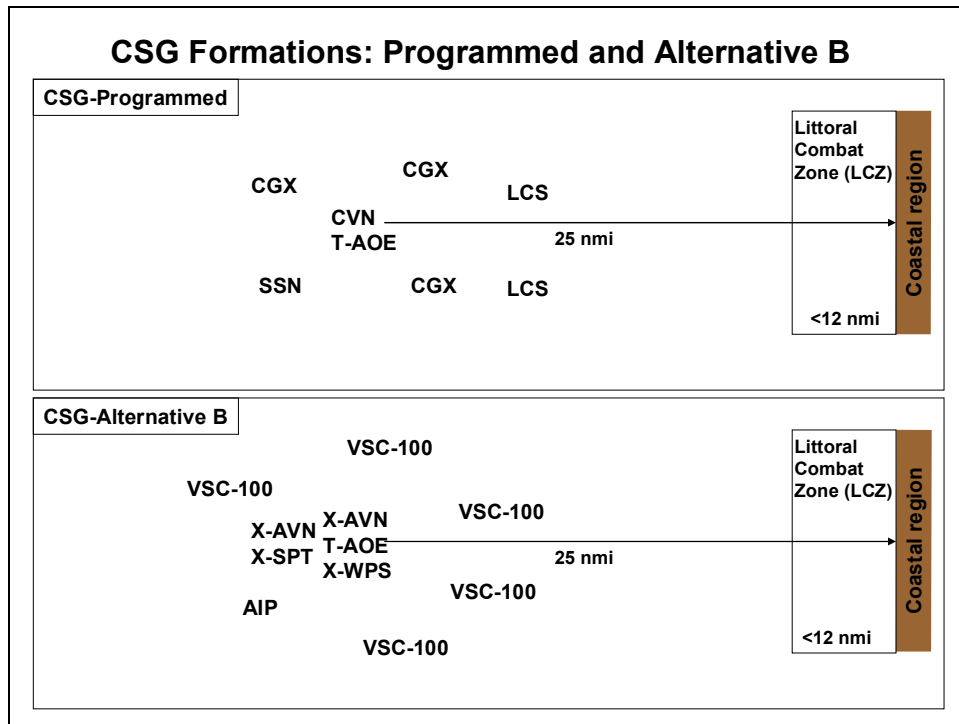 CSG Formations: Programmed and Alternative B
CSG-Programmed
Littoral
Combat
Zone (LCZ)
CGX
CGX
LCS
CVN
T-AOE
25 nmi
SSN
CGX
LCS
<12 nmi
Coastal region
CSG-Alternative B
VSC-100
Littoral
Combat
Zone (LCZ)
VSC-100
VSC-100
X-AVN
X-SPT
X-AVN
T-AOE
X-WPS
25 nmi
VSC-100
AIP
VSC-100
<12 nmi
Coastal region